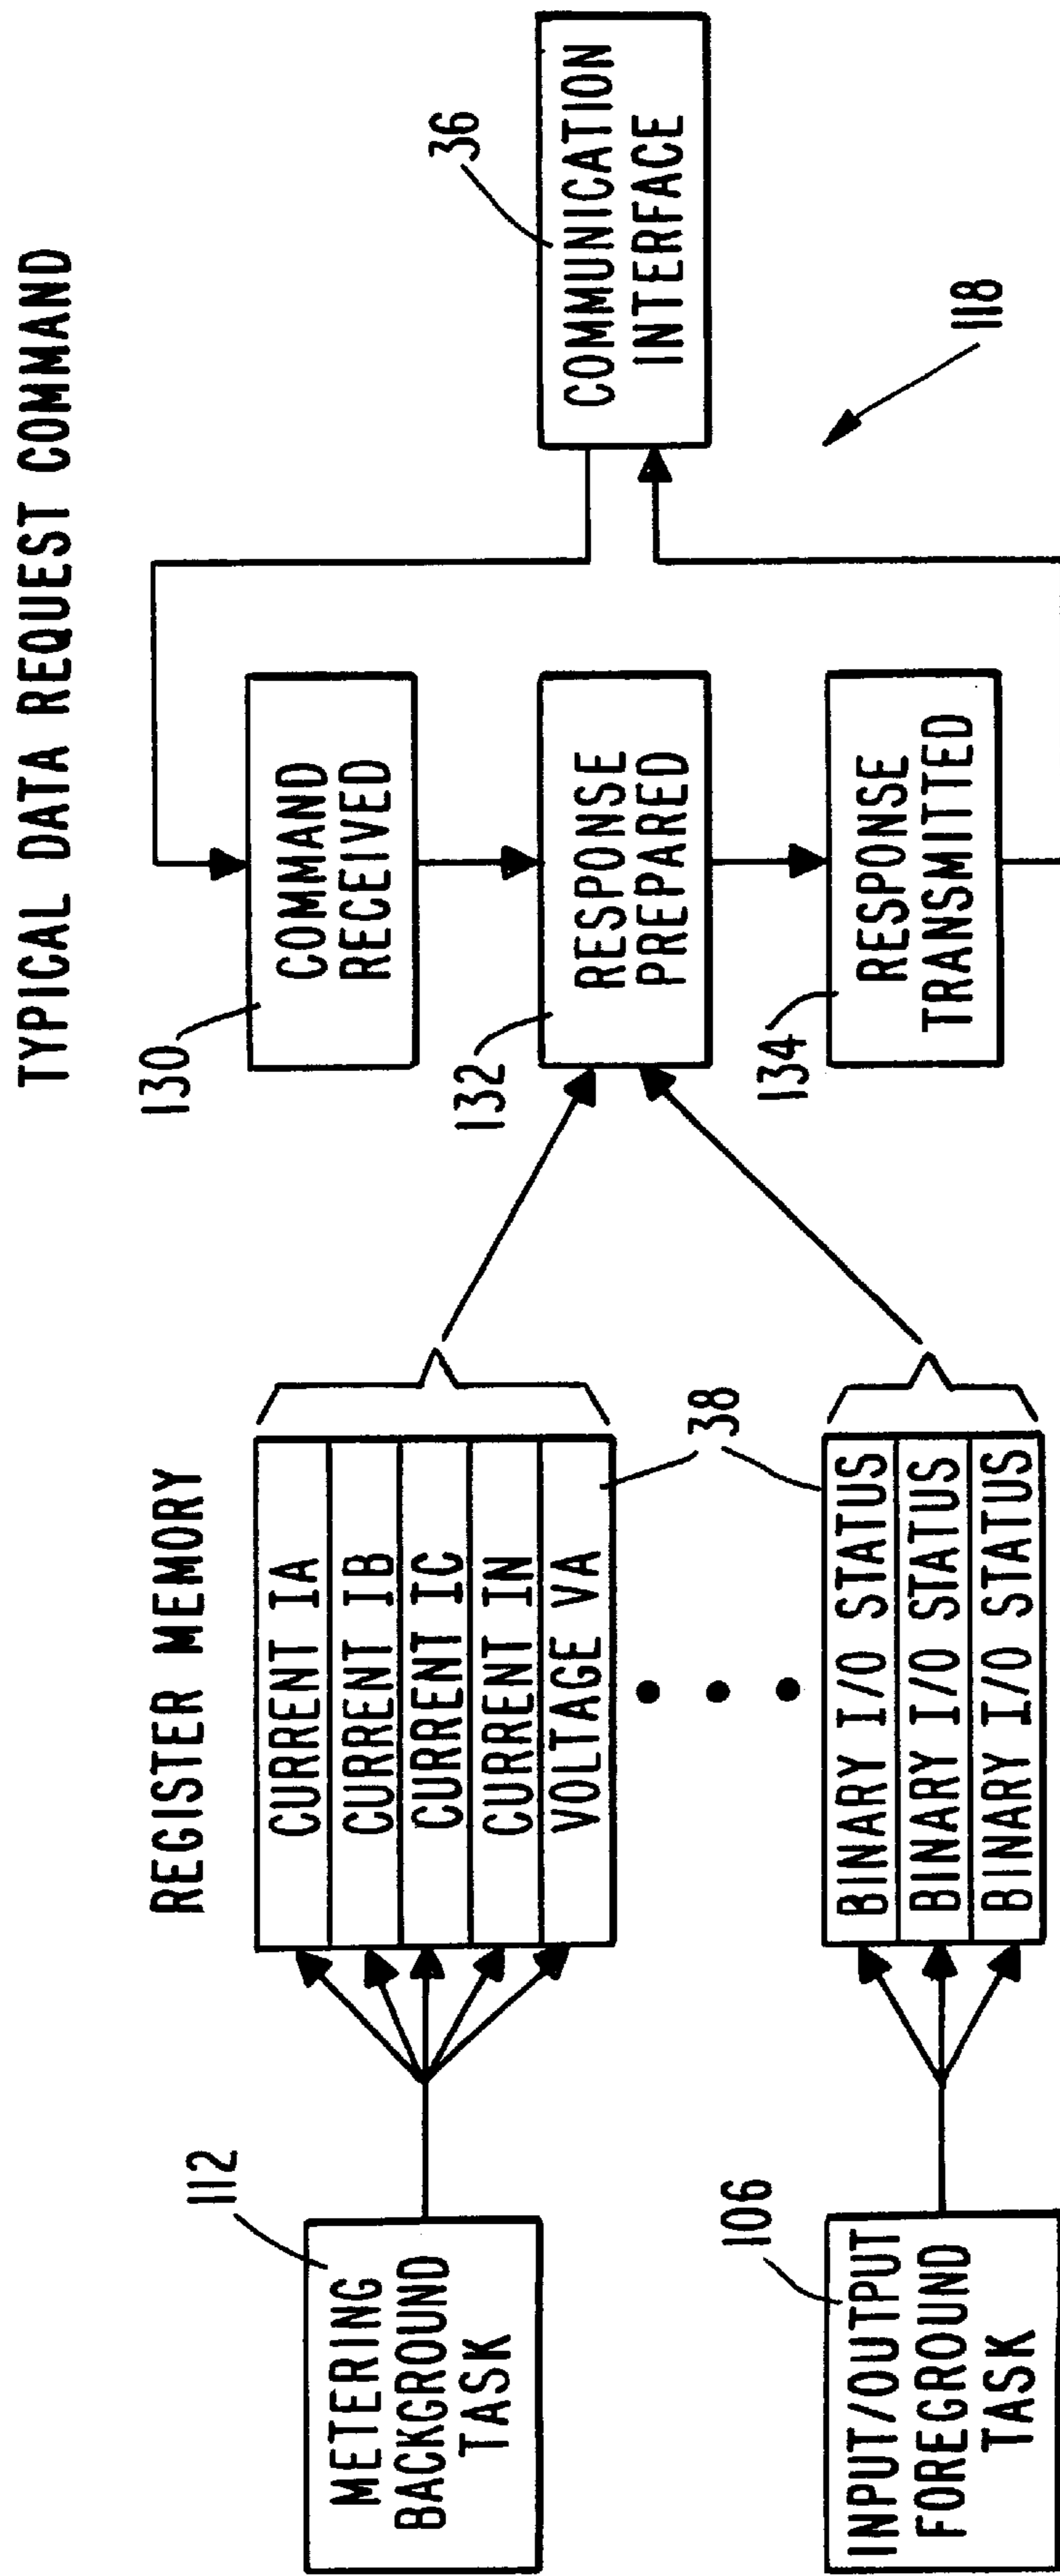 TYPICAL DATA REQUEST COMMAND
REGISTER MEMORY
112
METERING
BACKGROUND
TASK
CURRENT IA
CURRENT IB
CURRENT IC
CURRENT IN
VOLTAGE VA
38
106
INPUT/OUTPUT
FOREGROUND
TASK
BINARY I/O STATUS
BINARY I/O STATUS
BINARY I/O STATUS
130
COMMAND
RECEIVED
132
RESPONSE
PREPARED
134
RESPONSE
TRANSMITTED
36
COMMUNICATION
INTERFACE
118